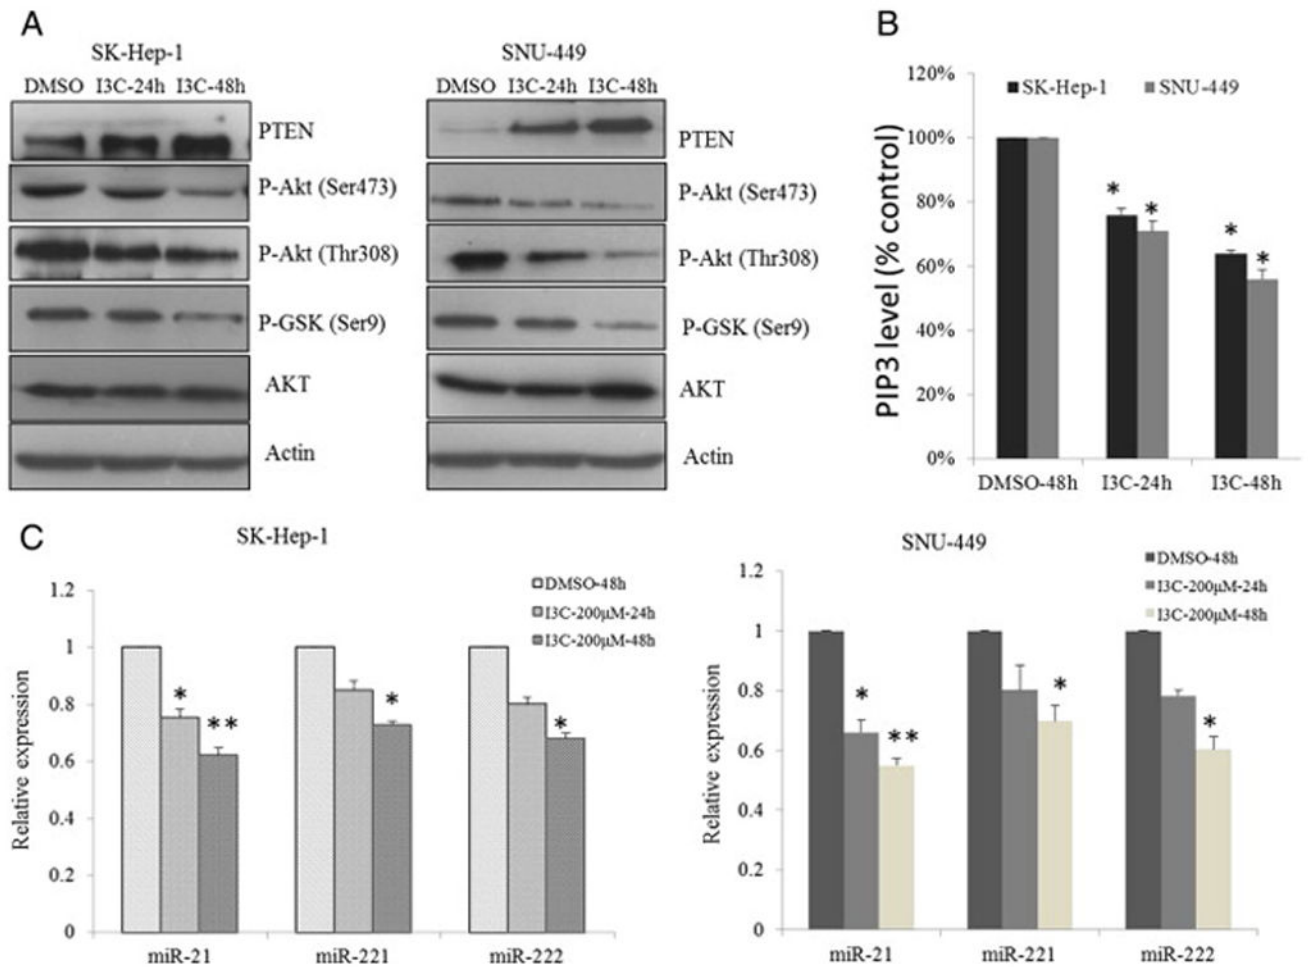 A
SK-Hep-1
DMSO I3C-24h I3C-48h
PTEN
P-Akt (Ser473)
P-Akt (Thr308)
P-GSK (Ser9)
AKT
Actin
SNU-449
DMSO I3C-24h I3C-48h
PTEN
P-Akt (Ser473)
P-Akt (Thr308)
P-GSK (Ser9)
AKT
Actin
B
PIP3 level (% control)
120%
100%
80%
60%
40%
20%
0%
SK-Hep-1 SNU-449
* * * *
DMSO-48h I3C-24h I3C-48h
C
SK-Hep-1
DMSO-48h
I3C-200μM-24h
I3C-200μM-48h
Relative expression
1.2
1
0.8
0.6
0.4
0.2
0
* ** * *
miR-21 miR-221 miR-222
SNU-449
DMSO-48h
I3C-200μM-24h
I3C-200μM-48h
Relative expression
1.2
1
0.8
0.6
0.4
0.2
0
* ** * *
miR-21 miR-221 miR-222